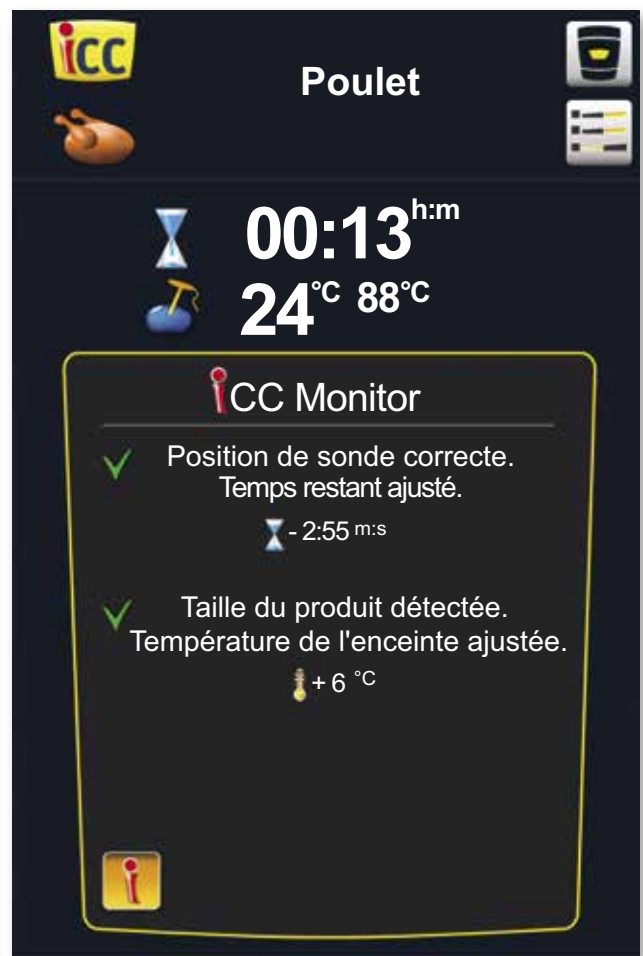 iCC
Poulet
00:13 h:m
24°C 88°C
iCC Monitor
Position de sonde correcte.
Temps restant ajusté.
- 2:55 m:s
Taille du produit détectée.
Température de l'enceinte ajustée.
+ 6 °C
i